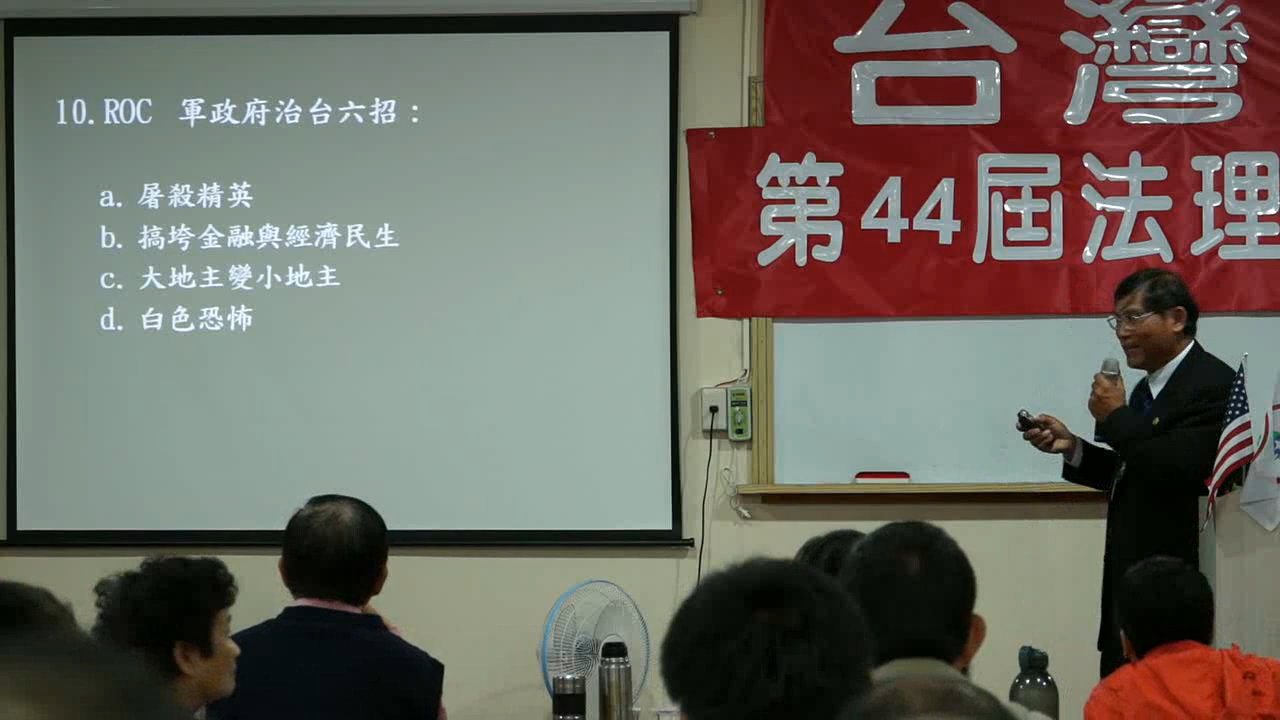 10.ROC 軍政府治台六招：
a. 屠殺精英
b. 搞垮金融與經濟民生
c. 大地主變小地主
d. 白色恐怖
台灣
第44屆法理